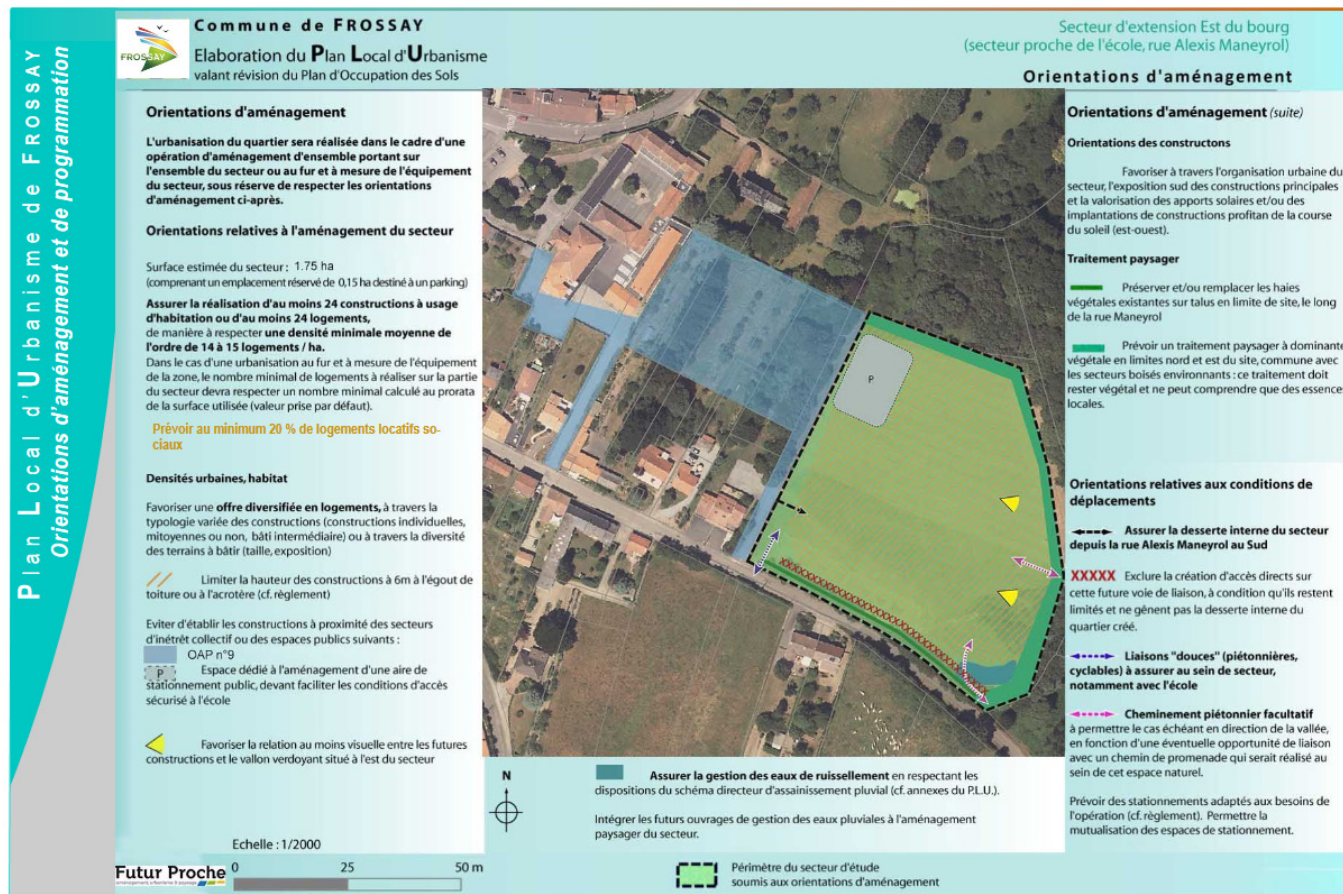 Plan Local d'Urbanisme de FROSSAY
Orientations d'aménagement et de programmation
FROSSAY
Commune de FROSSAY
Elaboration du Plan Local d'Urbanisme
valant révision du Plan d'Occupation des Sols
Secteur d'extension Est du bourg
(secteur proche de l'école, rue Alexis Maneyrol)
Orientations d'aménagement
Orientations d'aménagement
L'urbanisation du quartier sera réalisée dans le cadre d'une
opération d'aménagement d'ensemble portant sur
l'ensemble du secteur ou au fur et à mesure de l'équipement
du secteur, sous réserve de respecter les orientations
d'aménagement ci-après.
Orientations relatives à l'aménagement du secteur
Surface estimée du secteur : 1.75 ha
(comprenant un emplacement réservé de 0,15 ha destiné à un parking)
Assurer la réalisation d'au moins 24 constructions à usage
d'habitation ou d'au moins 24 logements,
de manière à respecter une densité minimale moyenne de
l'ordre de 14 à 15 logements / ha.
Dans le cas d'une urbanisation au fur et à mesure de l'équipement
de la zone, le nombre minimal de logements à réaliser sur la partie
du secteur devra respecter un nombre minimal calculé au prorata
de la surface utilisée (valeur prise par défaut).
Prévoir au minimum 20 % de logements locatifs so-
ciaux
Densités urbaines, habitat
Favoriser une offre diversifiée en logements, à travers la
typologie variée des constructions (constructions individuelles,
mitoyennes ou non, bâti intermédiaire) ou à travers la diversité
des terrains à bâtir (taille, exposition)
Limiter la hauteur des constructions à 6m à l'égout de
toiture ou à l'acrotère (cf. règlement)
Eviter d'établir les constructions à proximité des secteurs
d'inétrêt collectif ou des espaces publics suivants :
OAP n°9
P Espace dédié à l'aménagement d'une aire de
stationnement public, devant faciliter les conditions d'accès
sécurisé à l'école
Favoriser la relation au moins visuelle entre les futures
constructions et le vallon verdoyant situé à l'est du secteur
Echelle : 1/2000
Futur Proche
0 25 50 m
P
XXXXXXXXXXXXXXXXXXXXXXXXXXXX
N
Assurer la gestion des eaux de ruissellement en respectant les
dispositions du schéma directeur d'assainissement pluvial (cf. annexes du P.L.U.).
Intégrer les futurs ouvrages de gestion des eaux pluviales à l'aménagement
paysager du secteur.
Périmètre du secteur d'étude
soumis aux orientations d'aménagement
Orientations d'aménagement (suite)
Orientations des constructons
Favoriser à travers l'organisation urbaine du
secteur, l'exposition sud des constructions principales
et la valorisation des apports solaires et/ou des
implantations de constructions profitan de la course
du soleil (est-ouest).
Traitement paysager
Préserver et/ou remplacer les haies
végétales existantes sur talus en limite de site, le long
de la rue Maneyrol
Prévoir un traitement paysager à dominante
végétale en limites nord et est du site, commune avec
les secteurs boisés environnants : ce traitement doit
rester végétal et ne peut comprendre que des essences
locales.
Orientations relatives aux conditions de
déplacements
Assurer la desserte interne du secteur
depuis la rue Alexis Maneyrol au Sud
XXXXX Exclure la création d'accès directs sur
cette future voie de liaison, à condition qu'ils restent
limités et ne gênent pas la desserte interne du
quartier créé.
Liaisons "douces" (piétonnières,
cyclables) à assurer au sein de secteur,
notamment avec l'école
Cheminement piétonnier facultatif
à permettre le cas échéant en direction de la vallée,
en fonction d'une éventuelle opportunité de liaison
avec un chemin de promenade qui serait réalisé au
sein de cet espace naturel.
Prévoir des stationnements adaptés aux besoins de
l'opération (cf. règlement). Permettre la
mutualisation des espaces de stationnement.